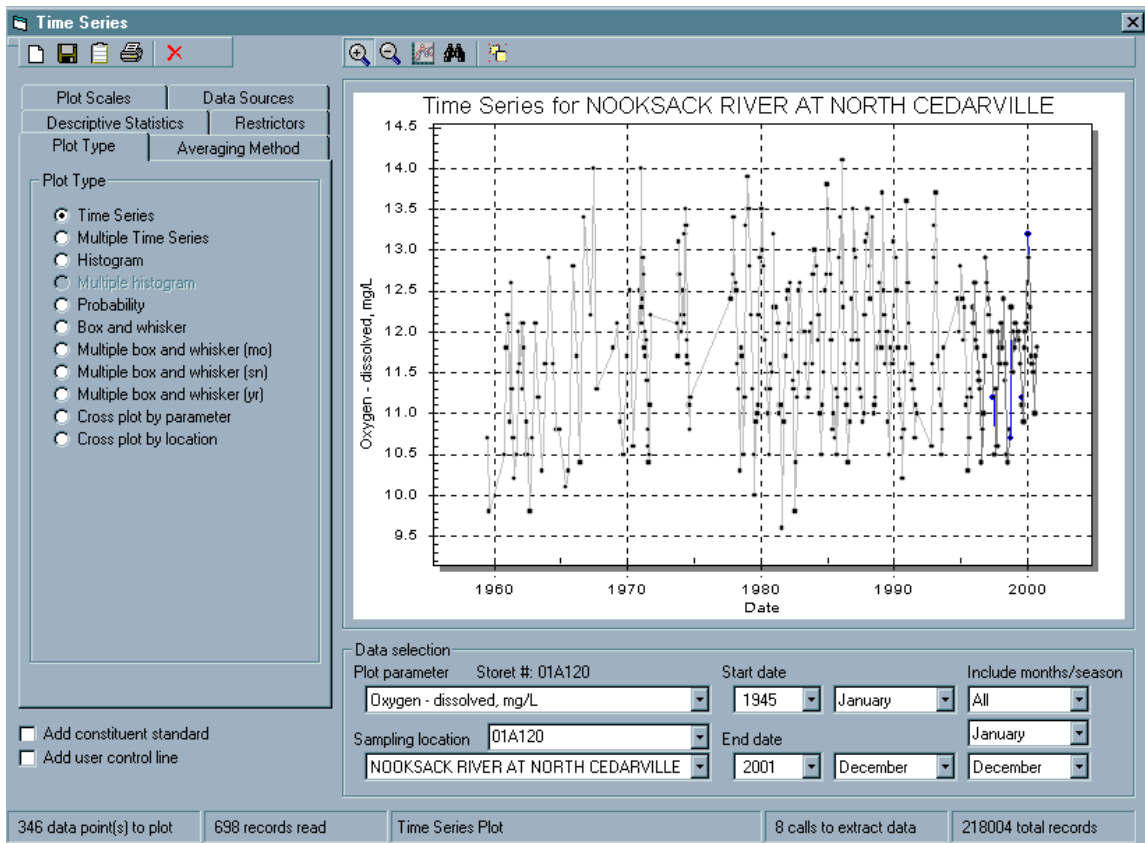 Time Series
Plot Scales
Data Sources
Descriptive Statistics
Restrictors
Plot Type
Averaging Method
Plot Type
Time Series
Multiple Time Series
Histogram
Multiple histogram
Probability
Box and whisker
Multiple box and whisker (mo)
Multiple box and whisker (sn)
Multiple box and whisker (yr)
Cross plot by parameter
Cross plot by location
Add constituent standard
Add user control line
Time Series for NOOKSACK RIVER AT NORTH CEDARVILLE
14.5
14.0
13.5
13.0
12.5
12.0
11.5
11.0
10.5
10.0
9.5
Oxygen - dissolved, mg/L
1960 1970 1980 1990 2000
Date
Data selection
Plot parameter Storet #: 01A120
Oxygen - dissolved, mg/L
Sampling location 01A120
NOOKSACK RIVER AT NORTH CEDARVILLE
Start date
1945 January
End date
2001 December
Include months/season
All
January
December
346 data point(s) to plot
698 records read
Time Series Plot
8 calls to extract data
218004 total records